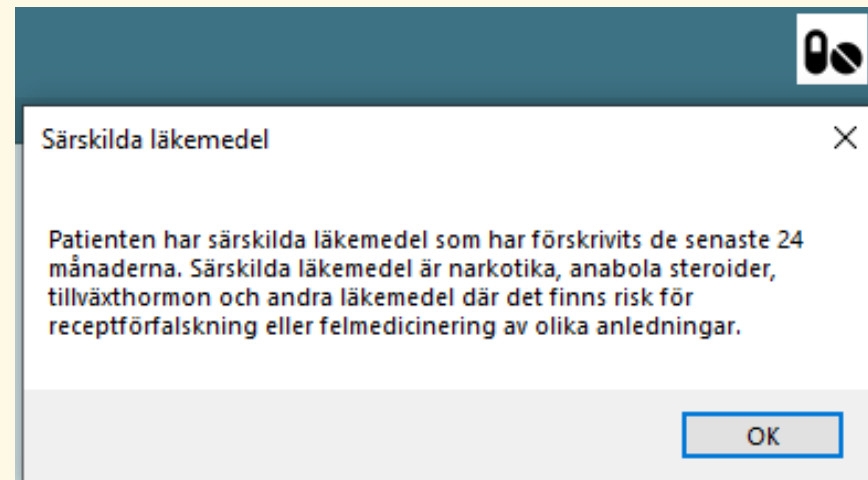 Särskilda läkemedel
Patienten har särskilda läkemedel som har förskrivits de senaste 24
månaderna. Särskilda läkemedel är narkotika, anabola steroider,
tillväxthormon och andra läkemedel där det finns risk för
receptförfalskning eller felmedicinering av olika anledningar.
OK